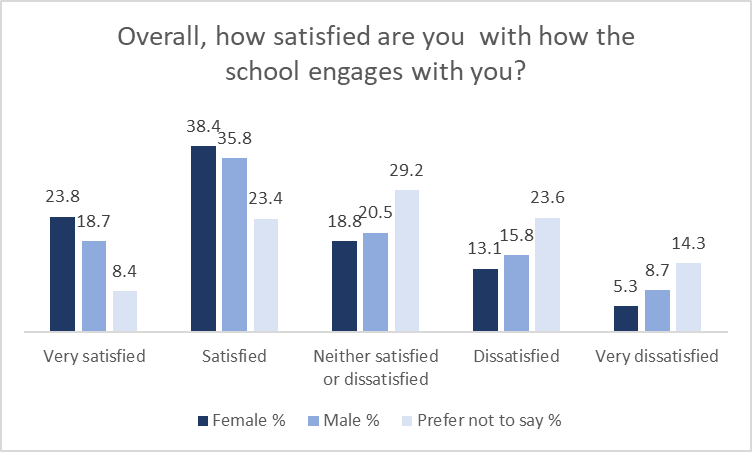 Overall, how satisfied are you  with how the
school engages with you?
38.4
35.8
29.2
23.8
23.4
23.6
18.7
18.8
20.5
13.1
15.8
14.3
8.4
5.3
8.7
Very satisfied
Satisfied
Neither satisfied
or dissatisfied
Dissatisfied
Very dissatisfied
Female %
Male %
Prefer not to say %